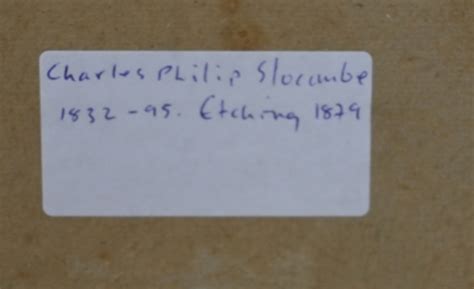 Charles Philip Slocombe
1832-95. Etching 1879